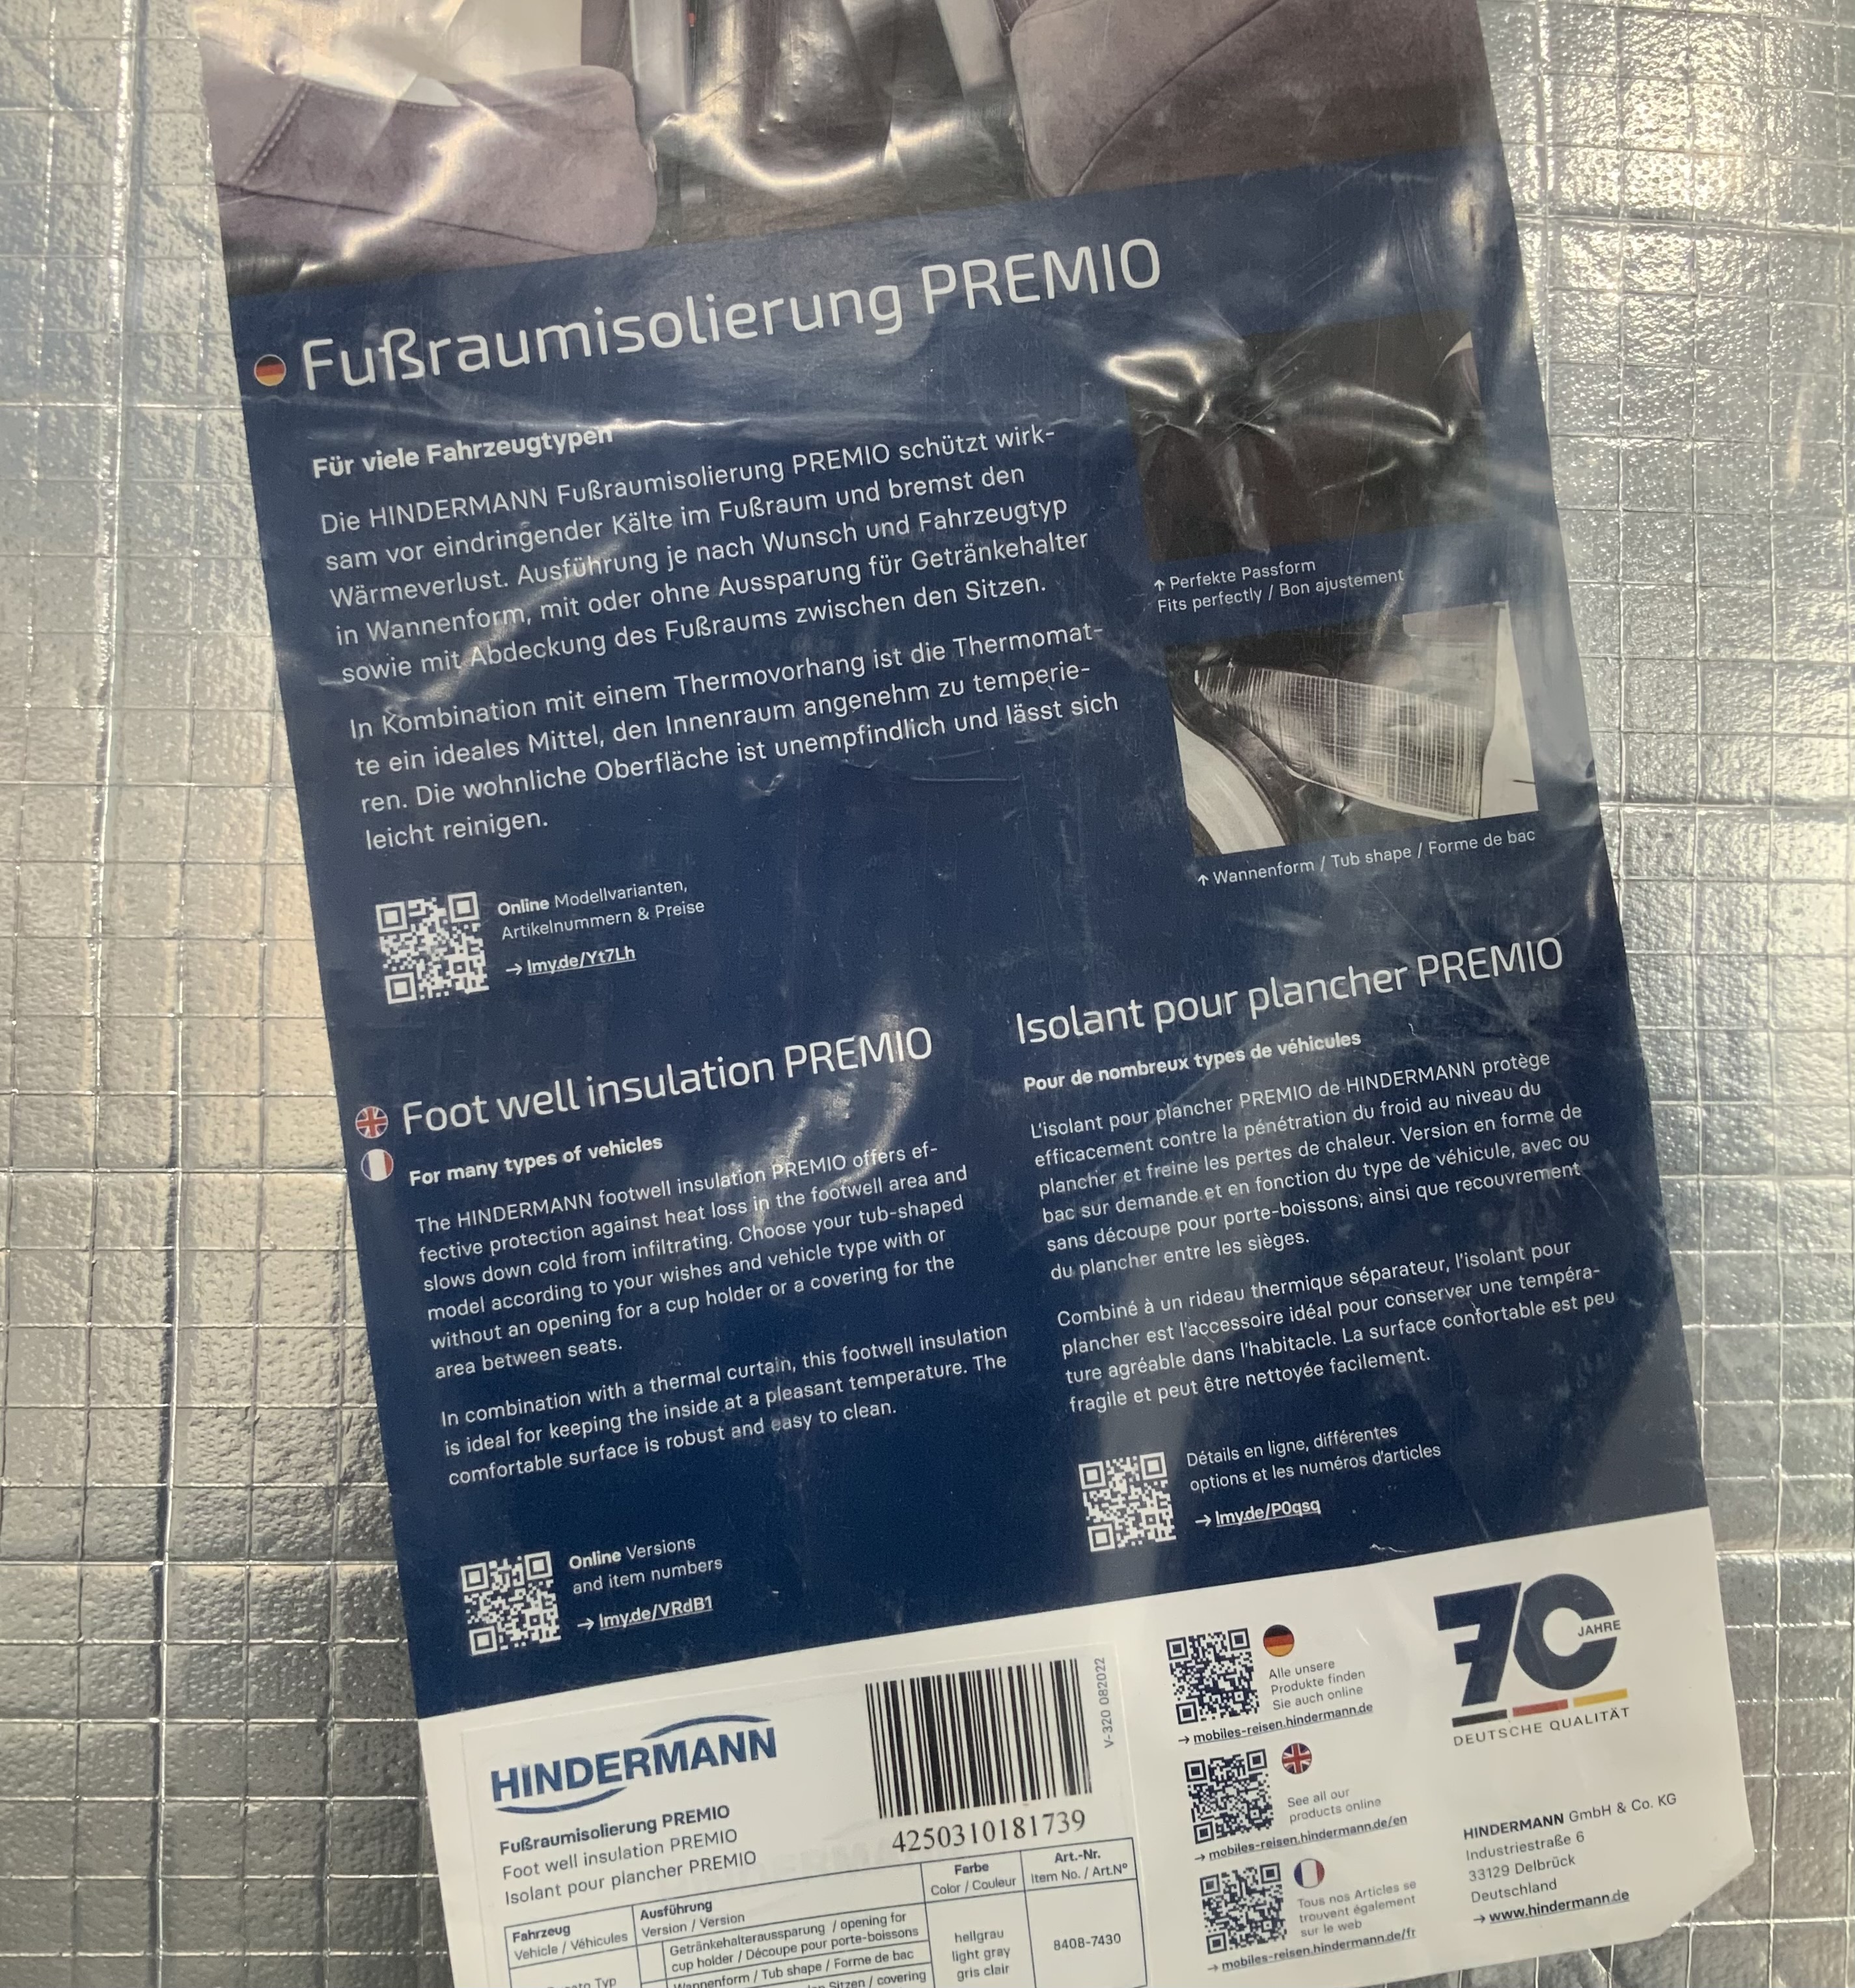 Fußraumisolierung PREMIO
Für viele Fahrzeugtypen
Die HINDERMANN Fußraumisolierung PREMIO schützt wirk-
sam vor eindringender Kälte im Fußraum und bremst den
Wärmeverlust. Ausführung je nach Wunsch und Fahrzeugtyp
in Wannenform, mit oder ohne Aussparung für Getränkehalter
sowie mit Abdeckung des Fußraums zwischen den Sitzen.
In Kombination mit einem Thermovorhang ist die Thermomat-
te ein ideales Mittel, den Innenraum angenehm zu temperie-
ren. Die wohnliche Oberfläche ist unempfindlich und lässt sich
leicht reinigen.
↑ Perfekte Passform
Fits perfectly / Bon ajustement
↑ Wannenform / Tub shape / Forme de bac
Online Modellvarianten,
Artikelnummern & Preise
→ lmy.de/Yt7Lh
Foot well insulation PREMIO
For many types of vehicles
The HINDERMANN footwell insulation PREMIO offers ef-
fective protection against heat loss in the footwell area and
slows down cold from infiltrating. Choose your tub-shaped
model according to your wishes and vehicle type with or
without an opening for a cup holder or a covering for the
area between seats.
In combination with a thermal curtain, this footwell insulation
is ideal for keeping the inside at a pleasant temperature. The
comfortable surface is robust and easy to clean.
Online Versions
and item numbers
→ lmy.de/VRdB1
Isolant pour plancher PREMIO
Pour de nombreux types de véhicules
L'isolant pour plancher PREMIO de HINDERMANN protège
efficacement contre la pénétration du froid au niveau du
plancher et freine les pertes de chaleur. Version en forme de
bac sur demande et en fonction du type de véhicule, avec ou
sans découpe pour porte-boissons, ainsi que recouvrement
du plancher entre les sièges.
Combiné à un rideau thermique séparateur, l'isolant pour
plancher est l'accessoire idéal pour conserver une tempéra-
ture agréable dans l'habitacle. La surface confortable est peu
fragile et peut être nettoyée facilement.
Détails en ligne, différentes
options et les numéros d'articles
→ lmy.de/P0qsq
HINDERMANN
Fußraumisolierung PREMIO
Foot well insulation PREMIO
Isolant pour plancher PREMIO
4250310181739
V-320 082022
Fahrzeug
Vehicle / Véhicules
Ausführung
Version / Version
Farbe
Color / Couleur
Art.-Nr.
Item No. / Art.N°
Getränkehalteraussparung / opening for
cup holder / Découpe pour porte-boissons
Wannenform / Tub shape / Forme de bac
Sitzen / covering
Typ
hellgrau
light gray
gris clair
8408-7430
Alle unsere
Produkte finden
Sie auch online
→ mobiles-reisen.hindermann.de
See all our
products online
→ mobiles-reisen.hindermann.de/en
Tous nos Articles se
trouvent également
sur le web
→ mobiles-reisen.hindermann.de/fr
70
JAHRE
DEUTSCHE QUALITÄT
HINDERMANN GmbH & Co. KG
Industriestraße 6
33129 Delbrück
Deutschland
→ www.hindermann.de